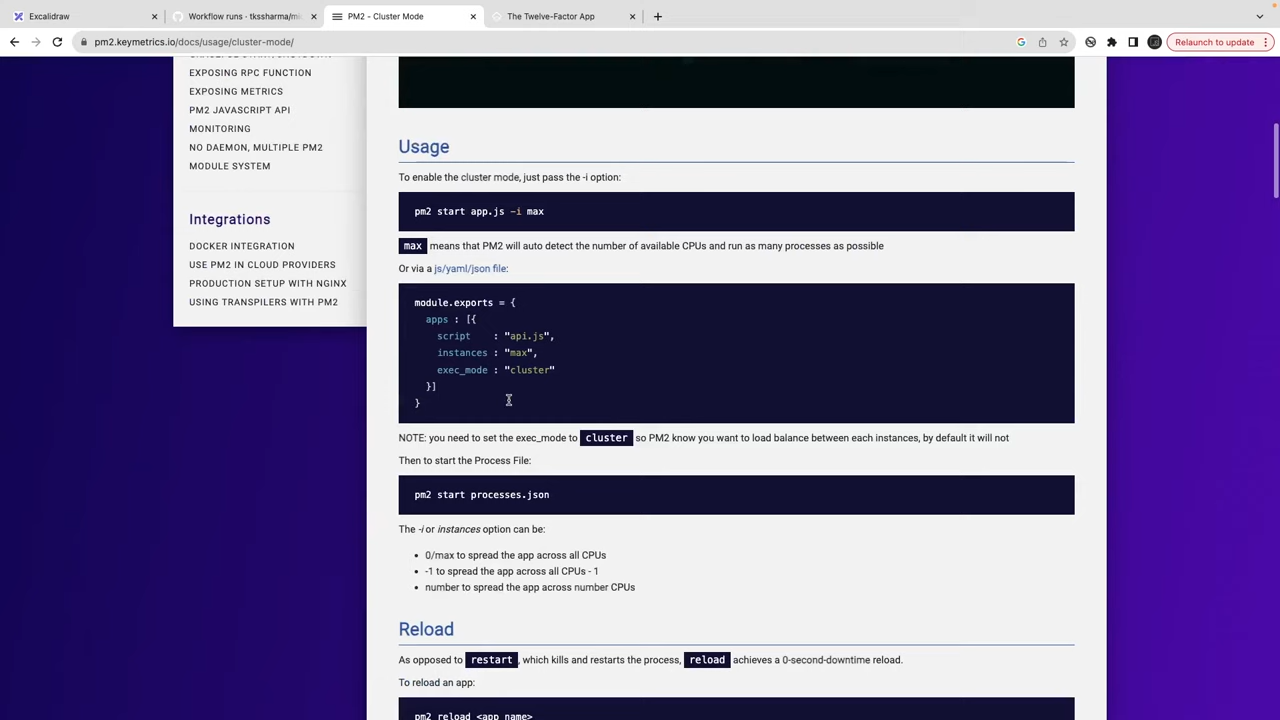 Excalidraw
Workflow runs · tkssharma/mi
PM2 - Cluster Mode
The Twelve-Factor App
pm2.keymetrics.io/docs/usage/cluster-mode/
Relaunch to update
EXPOSING RPC FUNCTION
EXPOSING METRICS
PM2 JAVASCRIPT API
MONITORING
NO DAEMON, MULTIPLE PM2
MODULE SYSTEM
Integrations
DOCKER INTEGRATION
USE PM2 IN CLOUD PROVIDERS
PRODUCTION SETUP WITH NGINX
USING TRANSPILERS WITH PM2
Usage
To enable the cluster mode, just pass the -i option:
pm2 start app.js -i max
max means that PM2 will auto detect the number of available CPUs and run as many processes as possible
Or via a js/yaml/json file:
module.exports = {
apps : [{
script : "api.js",
instances : "max",
exec_mode : "cluster"
}]
}
NOTE: you need to set the exec_mode to cluster so PM2 know you want to load balance between each instances, by default it will not
Then to start the Process File:
pm2 start processes.json
The -i or instances option can be:
• 0/max to spread the app across all CPUs
• -1 to spread the app across all CPUs - 1
• number to spread the app across number CPUs
Reload
As opposed to restart, which kills and restarts the process, reload achieves a 0-second-downtime reload.
To reload an app:
pm2 reload <app name>